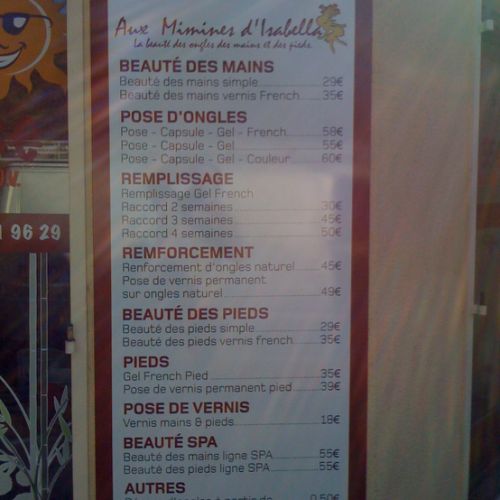 Aux Mimines d'Isabella
La beauté des ongles des mains et des pieds.
BEAUTÉ DES MAINS
Beauté des mains simple 29€
Beauté des mains vernis French 35€
POSE D'ONGLES
Pose - Capsule - Gel - French 58€
Pose - Capsule - Gel 55€
Pose - Capsule - Gel - Couleur 60€
REMPLISSAGE
Remplissage Gel French
Raccord 2 semaines 30€
Raccord 3 semaines 45€
Raccord 4 semaines 50€
REMFORCEMENT
Renforcement d'ongles naturel 45€
Pose de vernis permanent
sur ongles naturel 49€
BEAUTÉ DES PIEDS
Beauté des pieds simple 29€
Beauté des pieds vernis french 35€
PIEDS
Gel French Pied 35€
Pose de vernis permanent pied 39€
POSE DE VERNIS
Vernis mains & pieds 18€
BEAUTÉ SPA
Beauté des mains ligne SPA 55€
Beauté des pieds ligne SPA 55€
AUTRES
à partir de 0,50€
96 29